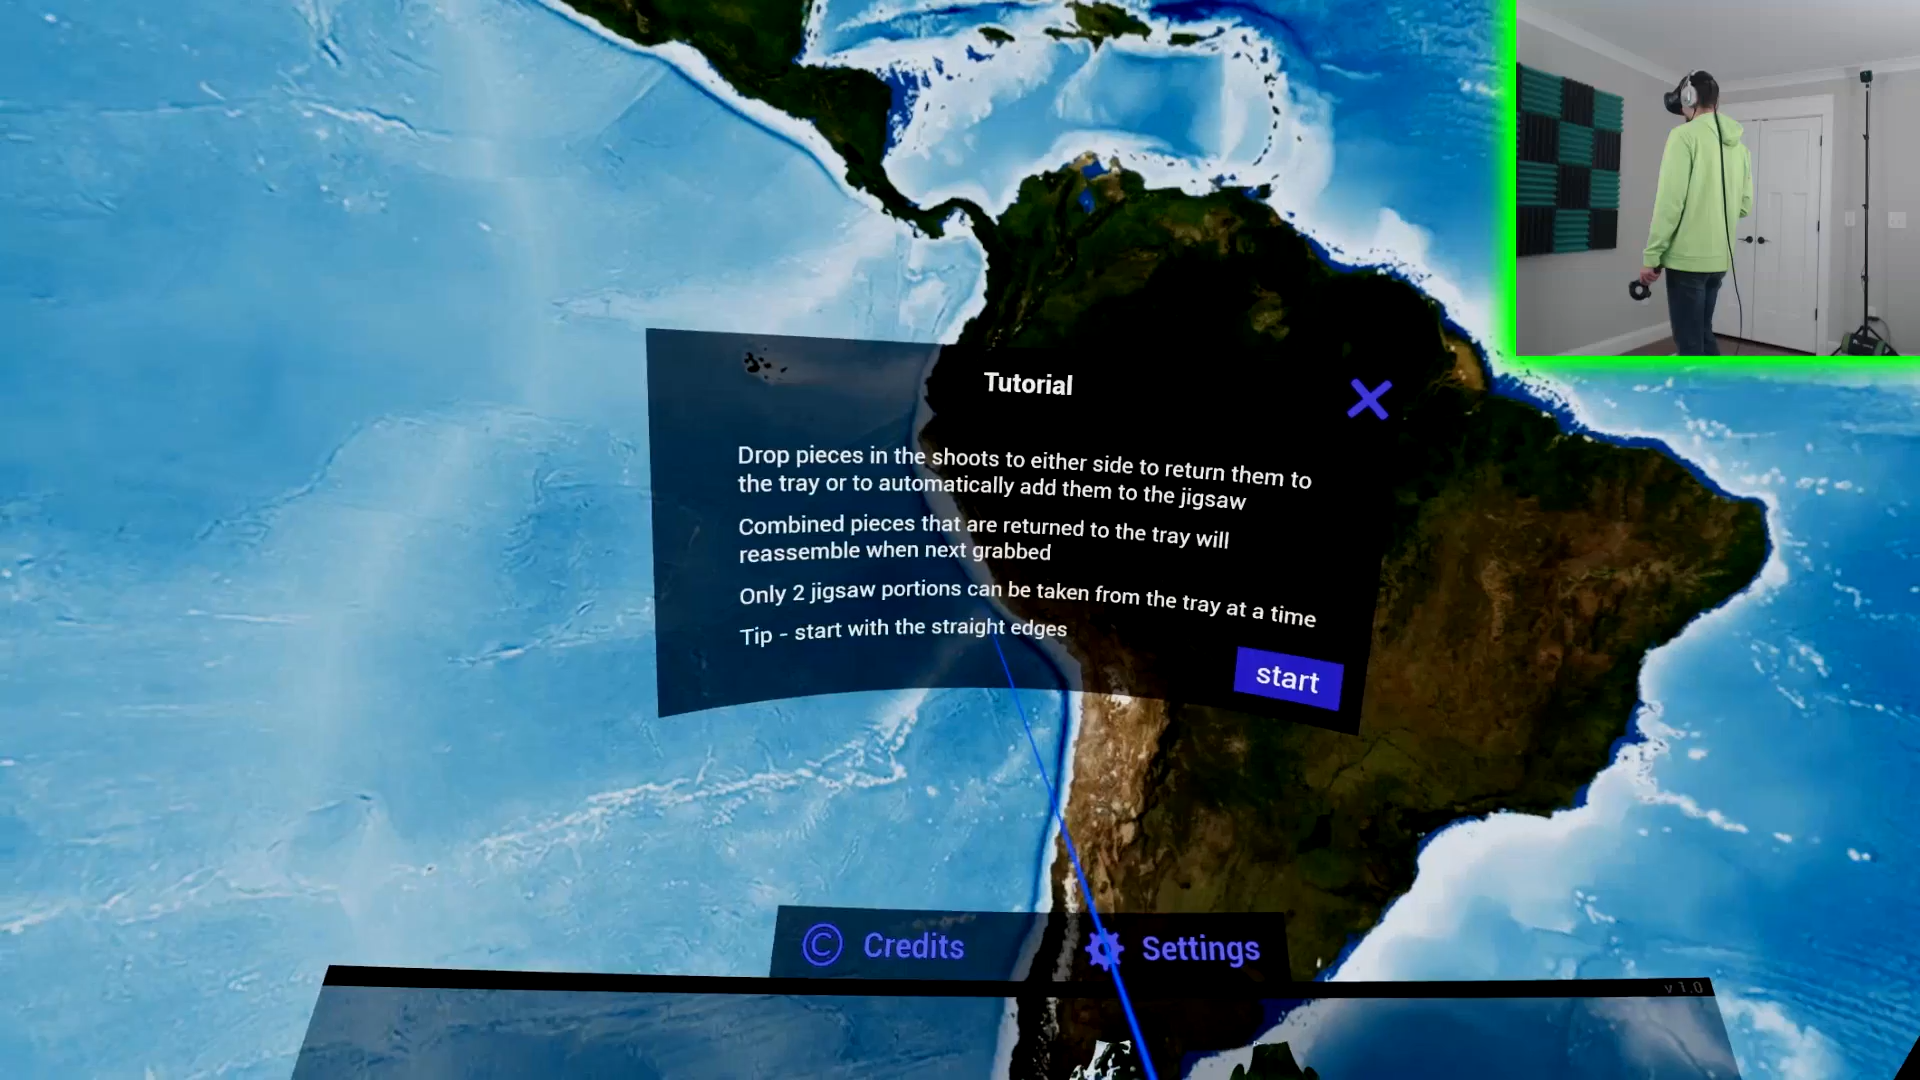 Tutorial
Drop pieces in the shoots to either side to return them to
the tray or to automatically add them to the jigsaw
Combined pieces that are returned to the tray will
reassemble when next grabbed
Only 2 jigsaw portions can be taken from the tray at a time
Tip - start with the straight edges
start
© Credits
Settings
v 1.0